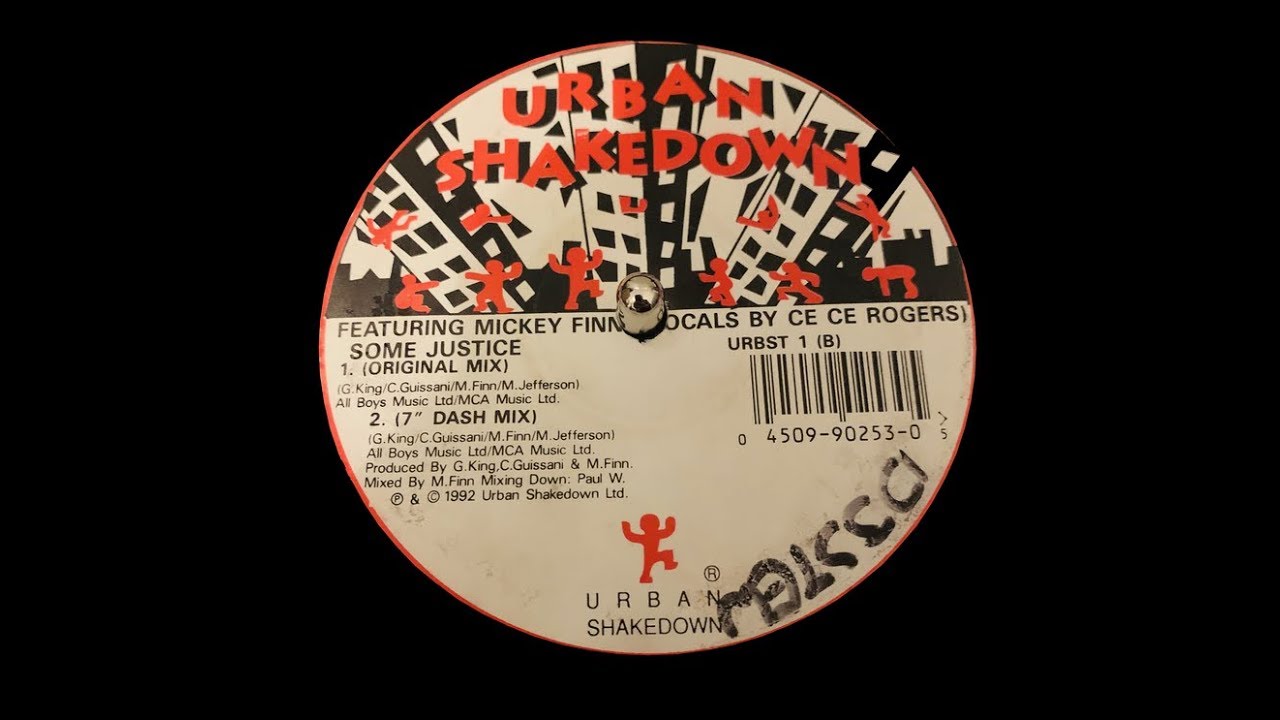 URBAN
SHAKEDOWN
FEATURING MICKEY FINN OCALS BY CE CE ROGERS)
SOME JUSTICE
URBST 1 (B)
1. (ORIGINAL MIX)
(G.King/C.Guissani/M.Finn/M.Jefferson)
All Boys Music Ltd/MCA Music Ltd.
2. (7" DASH MIX)
(G.King/C.Guissani/M.Finn/M.Jefferson)
All Boys Music Ltd/MCA Music Ltd.
Produced By G.King,C.Guissani & M.Finn.
Mixed By M.Finn Mixing Down: Paul W.
℗ & © 1992 Urban Shakedown Ltd.
0 4509-90253-0 5
®
URBAN
SHAKEDOWN